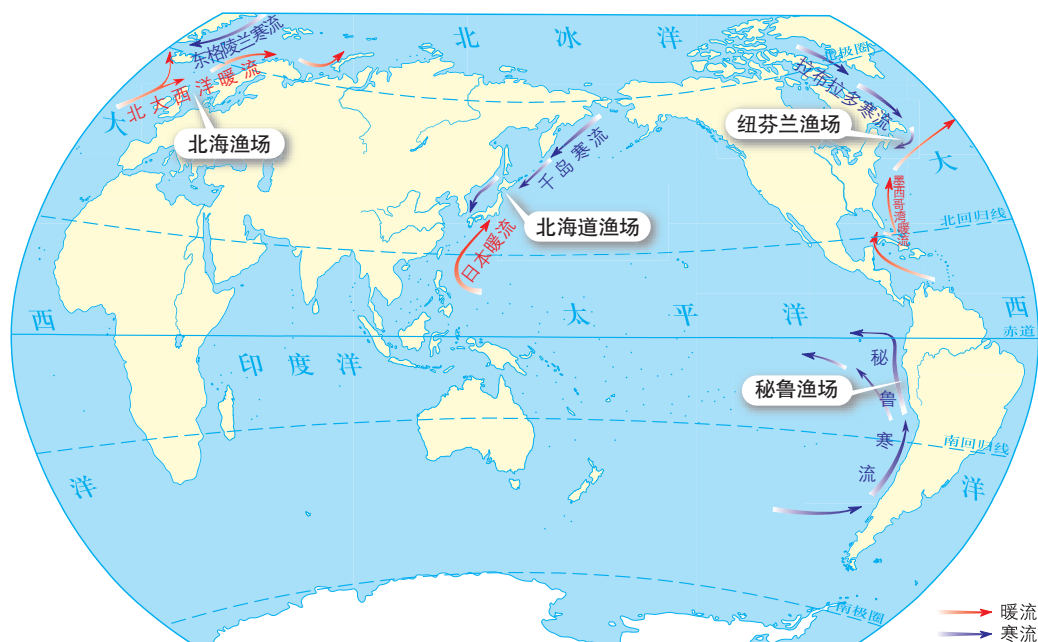 北冰洋
东格陵兰寒流
北大西洋暖流
北极圈
拉布拉多寒流
大
北海渔场
纽芬兰渔场
大
千岛寒流
墨西哥湾暖流
北回归线
北海道渔场
日本暖流
西
太平洋
西
赤道
印度洋
秘鲁寒流
秘鲁渔场
南回归线
洋
洋
南极圈
暖流
寒流